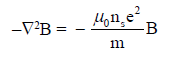 –∇²B = – μ₀nₛe² / m B